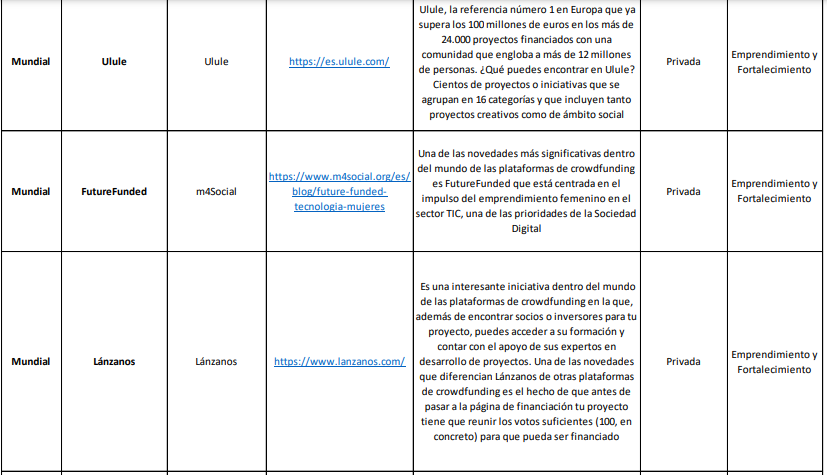 Mundial
Ulule
Ulule
https://es.ulule.com/
Ulule, la referencia número 1 en Europa que ya
supera los 100 millones de euros en los más de
24.000 proyectos financiados con una
comunidad que engloba a más de 12 millones
de personas. ¿Qué puedes encontrar en Ulule?
Cientos de proyectos o iniciativas que se
agrupan en 16 categorías y que incluyen tanto
proyectos creativos como de ámbito social
Privada
Emprendimiento y
Fortalecimiento
Mundial
FutureFunded
m4Social
https://www.m4social.org/es/
blog/future-funded-
tecnologia-mujeres
Una de las novedades más significativas dentro
del mundo de las plataformas de crowdfunding
es FutureFunded que está centrada en el
impulso del emprendimiento femenino en el
sector TIC, una de las prioridades de la Sociedad
Digital
Privada
Emprendimiento y
Fortalecimiento
Mundial
Lánzanos
Lánzanos
https://www.lanzanos.com/
Es una interesante iniciativa dentro del mundo
de las plataformas de crowdfunding en la que,
además de encontrar socios o inversores para tu
proyecto, puedes acceder a su formación y
contar con el apoyo de sus expertos en
desarrollo de proyectos. Una de las novedades
que diferencian Lánzanos de otras plataformas
de crowdfunding es el hecho de que antes de
pasar a la página de financiación tu proyecto
tiene que reunir los votos suficientes (100, en
concreto) para que pueda ser financiado
Privada
Emprendimiento y
Fortalecimiento